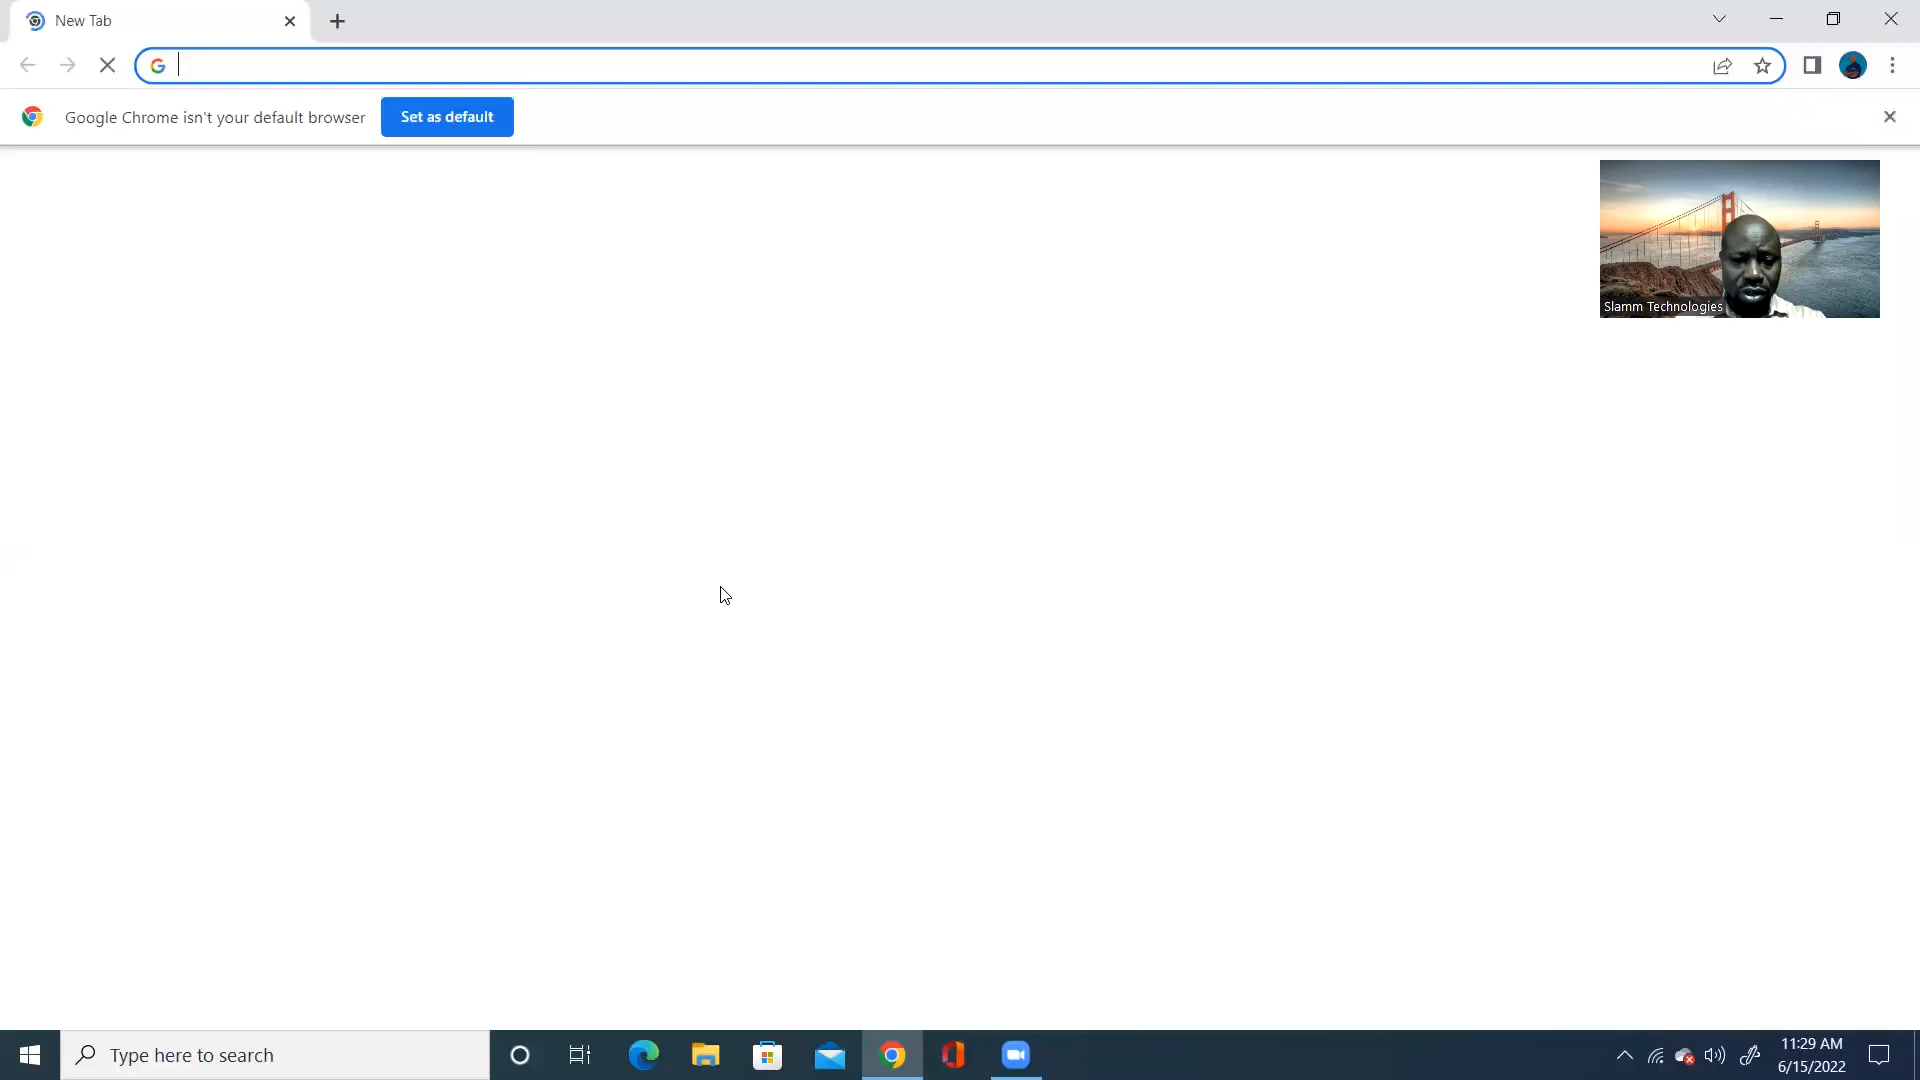 New Tab
Google Chrome isn't your default browser
Set as default
Slamm Technologies
Type here to search
11:29 AM
6/15/2022